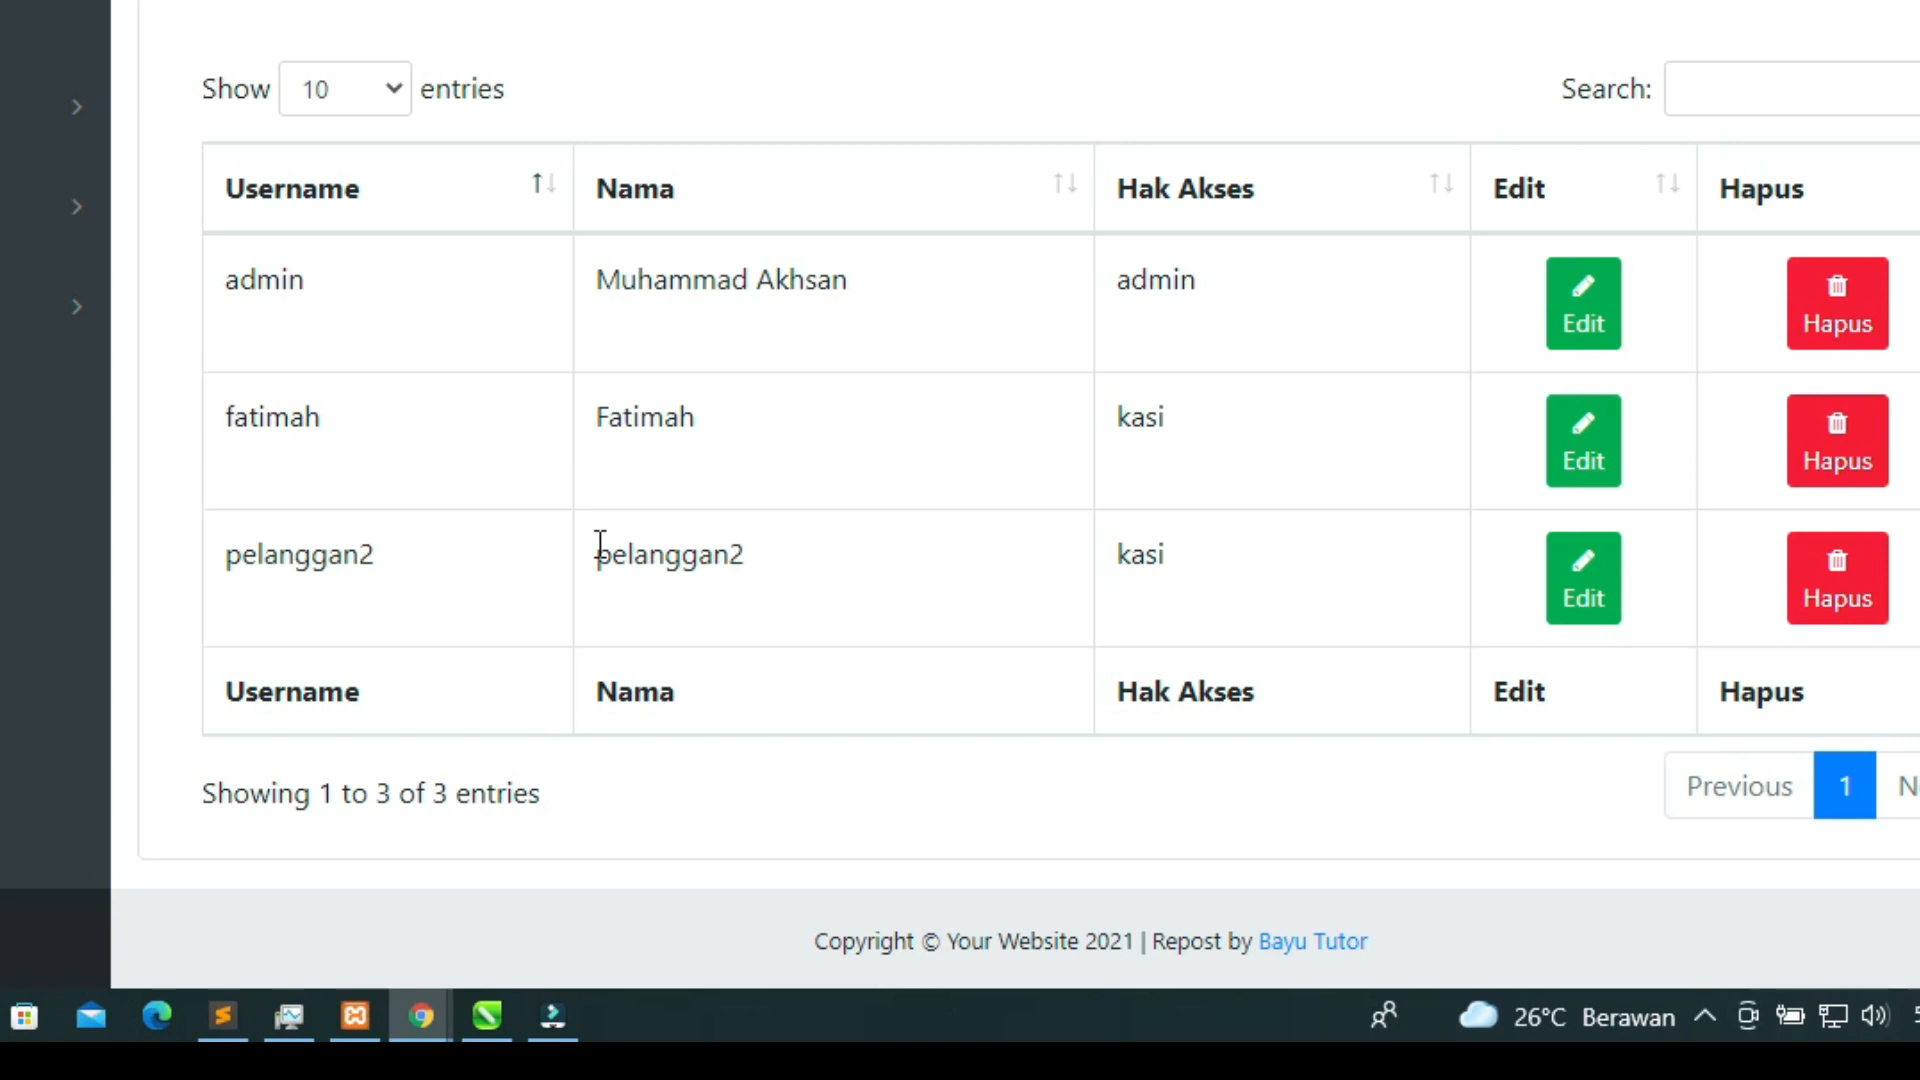 Show 10 entries Search:
Username Nama Hak Akses Edit Hapus
admin Muhammad Akhsan admin Edit Hapus
fatimah Fatimah kasi Edit Hapus
pelanggan2 pelanggan2 kasi Edit Hapus
Username Nama Hak Akses Edit Hapus
Showing 1 to 3 of 3 entries Previous 1
Copyright © Your Website 2021 | Repost by Bayu Tutor
26°C Berawan